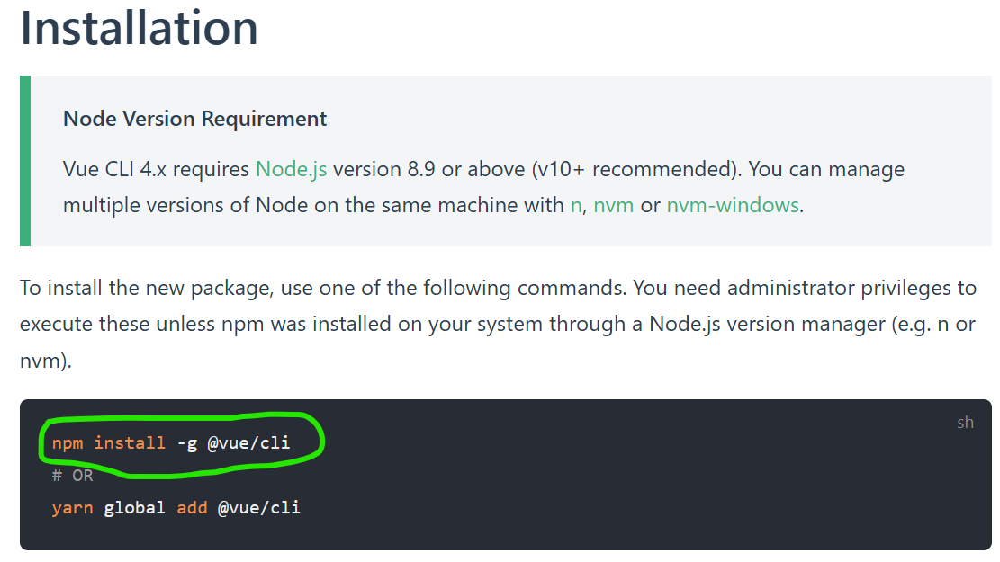 Installation
Node Version Requirement
Vue CLI 4.x requires Node.js version 8.9 or above (v10+ recommended). You can manage
multiple versions of Node on the same machine with n, nvm or nvm-windows.
To install the new package, use one of the following commands. You need administrator privileges to
execute these unless npm was installed on your system through a Node.js version manager (e.g. n or
nvm).
sh
npm install -g @vue/cli
# OR
yarn global add @vue/cli